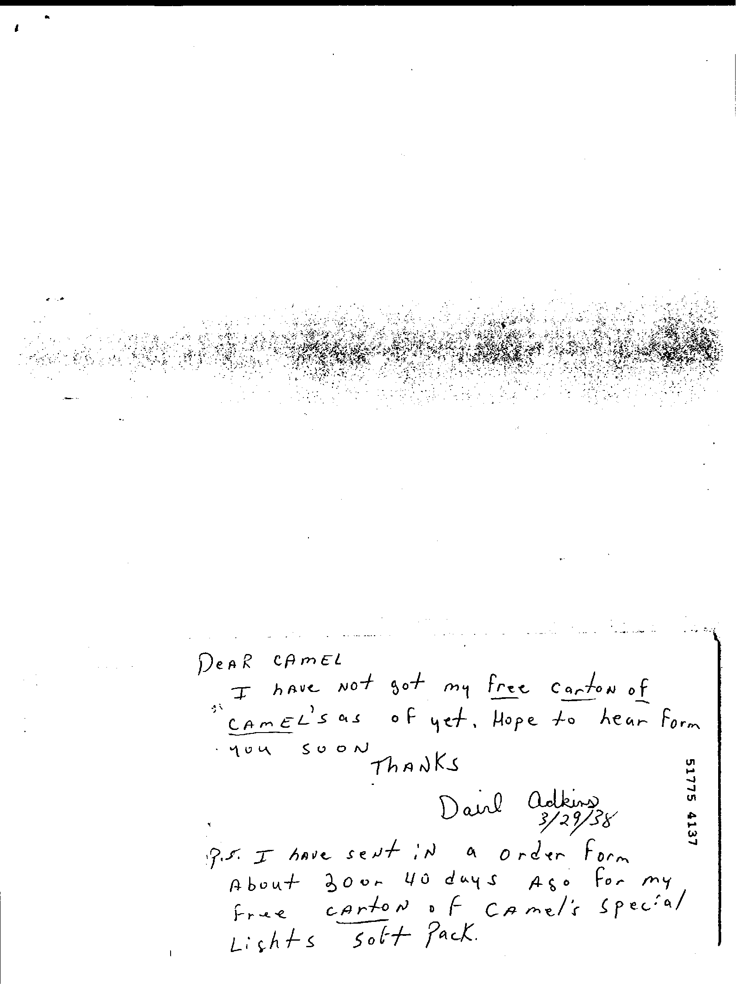 DeAR CAMEL
I hAve Not got my free carton of
CAMEL'S as of yet. Hope to hear form
you soon
ThANKS
Adkins
3/29/38
P.S. I hAve seNt iN a order form
About 30 or 40 days Ago for my
free cArtoN of CAmel's special
Lights Soft Pack.
51775 4137